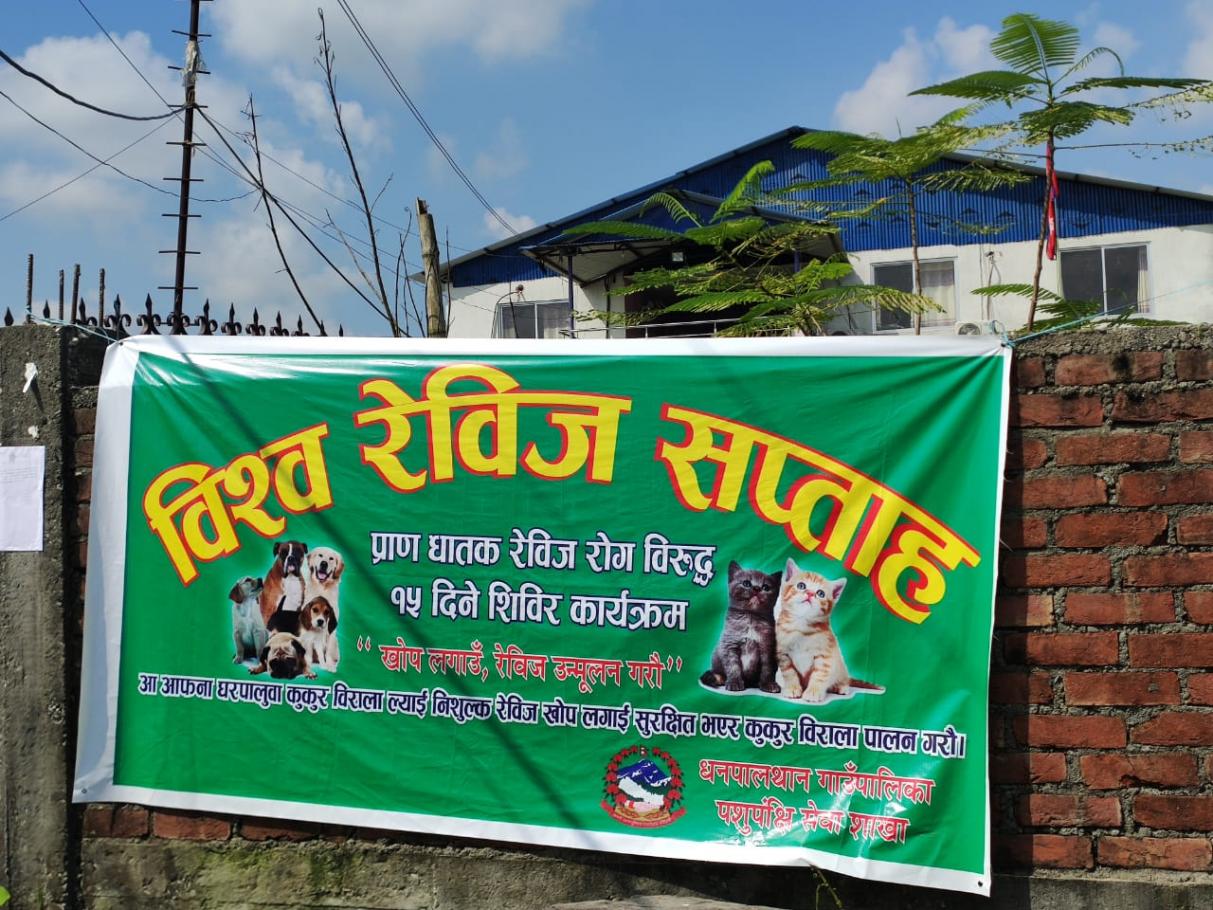 विश्व रेविज सप्ताह
प्राण घातक रेविज रोग विरूद्ध
१५ दिने शिविर कार्यक्रम
“ खोप लगाउँ, रेविज उन्मूलन गरौ”
आ आफना घरपालुवा कुकुर विराला ल्याई निशुल्क रेविज खोप लगाई सुरक्षित भएर कुकुर विराला पालन गरौ।
धनपालथान गाउँपालिका
पशुपंक्षि सेवा शाखा